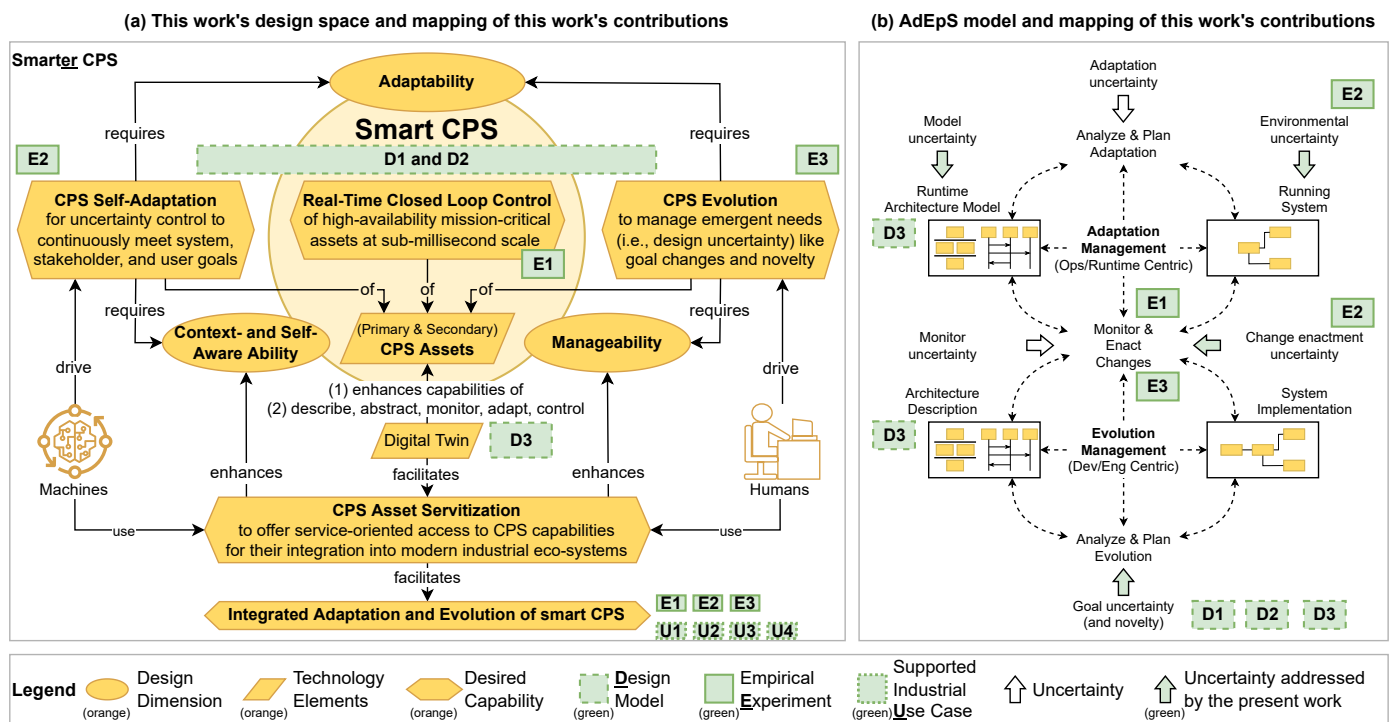 (a) This work's design space and mapping of this work's contributions
Smarter CPS
Adaptability
Smart CPS
requires
requires
E2
D1 and D2
E3
CPS Self-Adaptation
for uncertainty control to
continuously meet system,
stakeholder, and user goals
Real-Time Closed Loop Control
of high-availability mission-critical
assets at sub-millisecond scale
E1
CPS Evolution
to manage emergent needs
(i.e., design uncertainty) like
goal changes and novelty
of
of
of
requires
requires
Context- and Self-
Aware Ability
(Primary & Secondary)
CPS Assets
Manageability
drive
drive
(1) enhances capabilities of
(2) describe, abstract, monitor, adapt, control
Digital Twin
D3
enhances
facilitates
enhances
Machines
Humans
use
use
CPS Asset Servitization
to offer service-oriented access to CPS capabilities
for their integration into modern industrial eco-systems
facilitates
Integrated Adaptation and Evolution of smart CPS
E1 E2 E3
U1 U2 U3 U4
(b) AdEpS model and mapping of this work's contributions
Adaptation
uncertainty
E2
Model
uncertainty
Analyze & Plan
Adaptation
Environmental
uncertainty
Runtime
Architecture Model
Running
System
D3
Adaptation
Management
(Ops/Runtime Centric)
E1
E2
Monitor
uncertainty
Monitor &
Enact
Changes
Change enactment
uncertainty
E3
Architecture
Description
System
Implementation
D3
Evolution
Management
(Dev/Eng Centric)
Analyze & Plan
Evolution
Goal uncertainty
(and novelty)
D1 D2 D3
Legend
Design
Dimension
(orange)
Technology
Elements
(orange)
Desired
Capability
(orange)
Design
Model
(green)
Empirical
Experiment
(green)
Supported
Industrial
Use Case
(green)
Uncertainty
Uncertainty addressed
by the present work
(green)